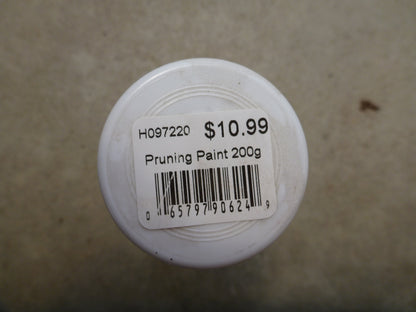 H097220 $10.99
Pruning Paint 200g
0 65797 90624 9